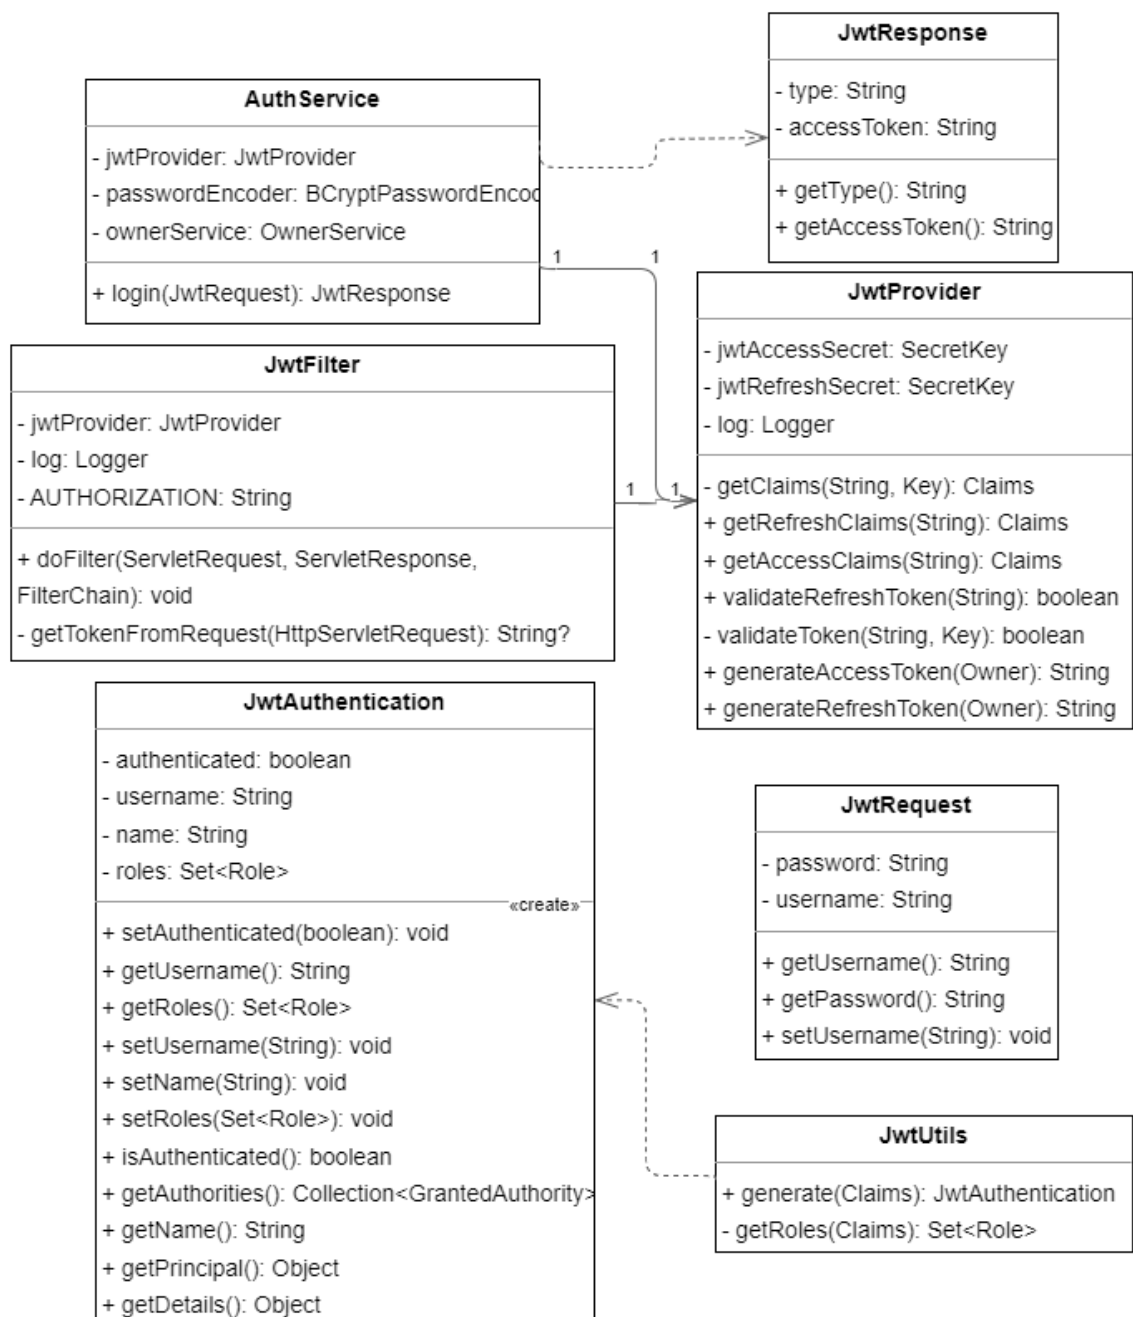 JwtResponse
- type: String
- accessToken: String
+ getType(): String
+ getAccessToken(): String
AuthService
- jwtProvider: JwtProvider
- passwordEncoder: BCryptPasswordEncod
- ownerService: OwnerService
+ login(JwtRequest): JwtResponse
1
1
JwtProvider
- jwtAccessSecret: SecretKey
- jwtRefreshSecret: SecretKey
- log: Logger
- getClaims(String, Key): Claims
+ getRefreshClaims(String): Claims
+ getAccessClaims(String): Claims
+ validateRefreshToken(String): boolean
- validateToken(String, Key): boolean
+ generateAccessToken(Owner): String
+ generateRefreshToken(Owner): String
JwtFilter
- jwtProvider: JwtProvider
- log: Logger
- AUTHORIZATION: String
+ doFilter(ServletRequest, ServletResponse,
FilterChain): void
- getTokenFromRequest(HttpServletRequest): String?
1
1
JwtAuthentication
- authenticated: boolean
- username: String
- name: String
- roles: Set<Role>
«create»
+ setAuthenticated(boolean): void
+ getUsername(): String
+ getRoles(): Set<Role>
+ setUsername(String): void
+ setName(String): void
+ setRoles(Set<Role>): void
+ isAuthenticated(): boolean
+ getAuthorities(): Collection<GrantedAuthority>
+ getName(): String
+ getPrincipal(): Object
+ getDetails(): Object
JwtRequest
- password: String
- username: String
+ getUsername(): String
+ getPassword(): String
+ setUsername(String): void
JwtUtils
+ generate(Claims): JwtAuthentication
- getRoles(Claims): Set<Role>